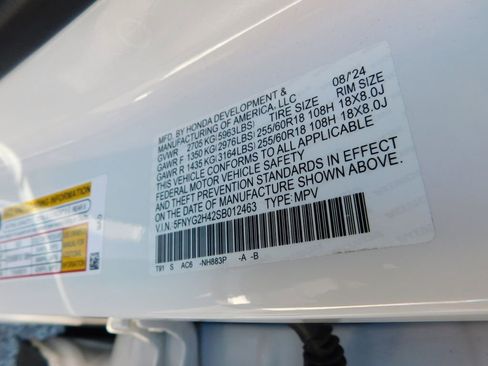 MFD. BY HONDA DEVELOPMENT &
MANUFACTURING OF AMERICA, LLC 08/'24
GVWR 2705 KG(5963LBS) TIRE SIZE RIM SIZE
GAWR F 1350 KG(2976LBS) 255/60R18 108H 18X8.0J
GAWR R 1435 KG(3164LBS) 255/60R18 108H 18X8.0J
THIS VEHICLE CONFORMS TO ALL APPLICABLE
FEDERAL MOTOR VEHICLE SAFETY
AND THEFT PREVENTION STANDARDS IN EFFECT
ON THE DATE OF MANUFACTURE SHOWN ABOVE.
V.I.N. 5FNYG2H42SB012463 TYPE: MPV
T91 S AC6 -NH883P -A -B
INFORMATION